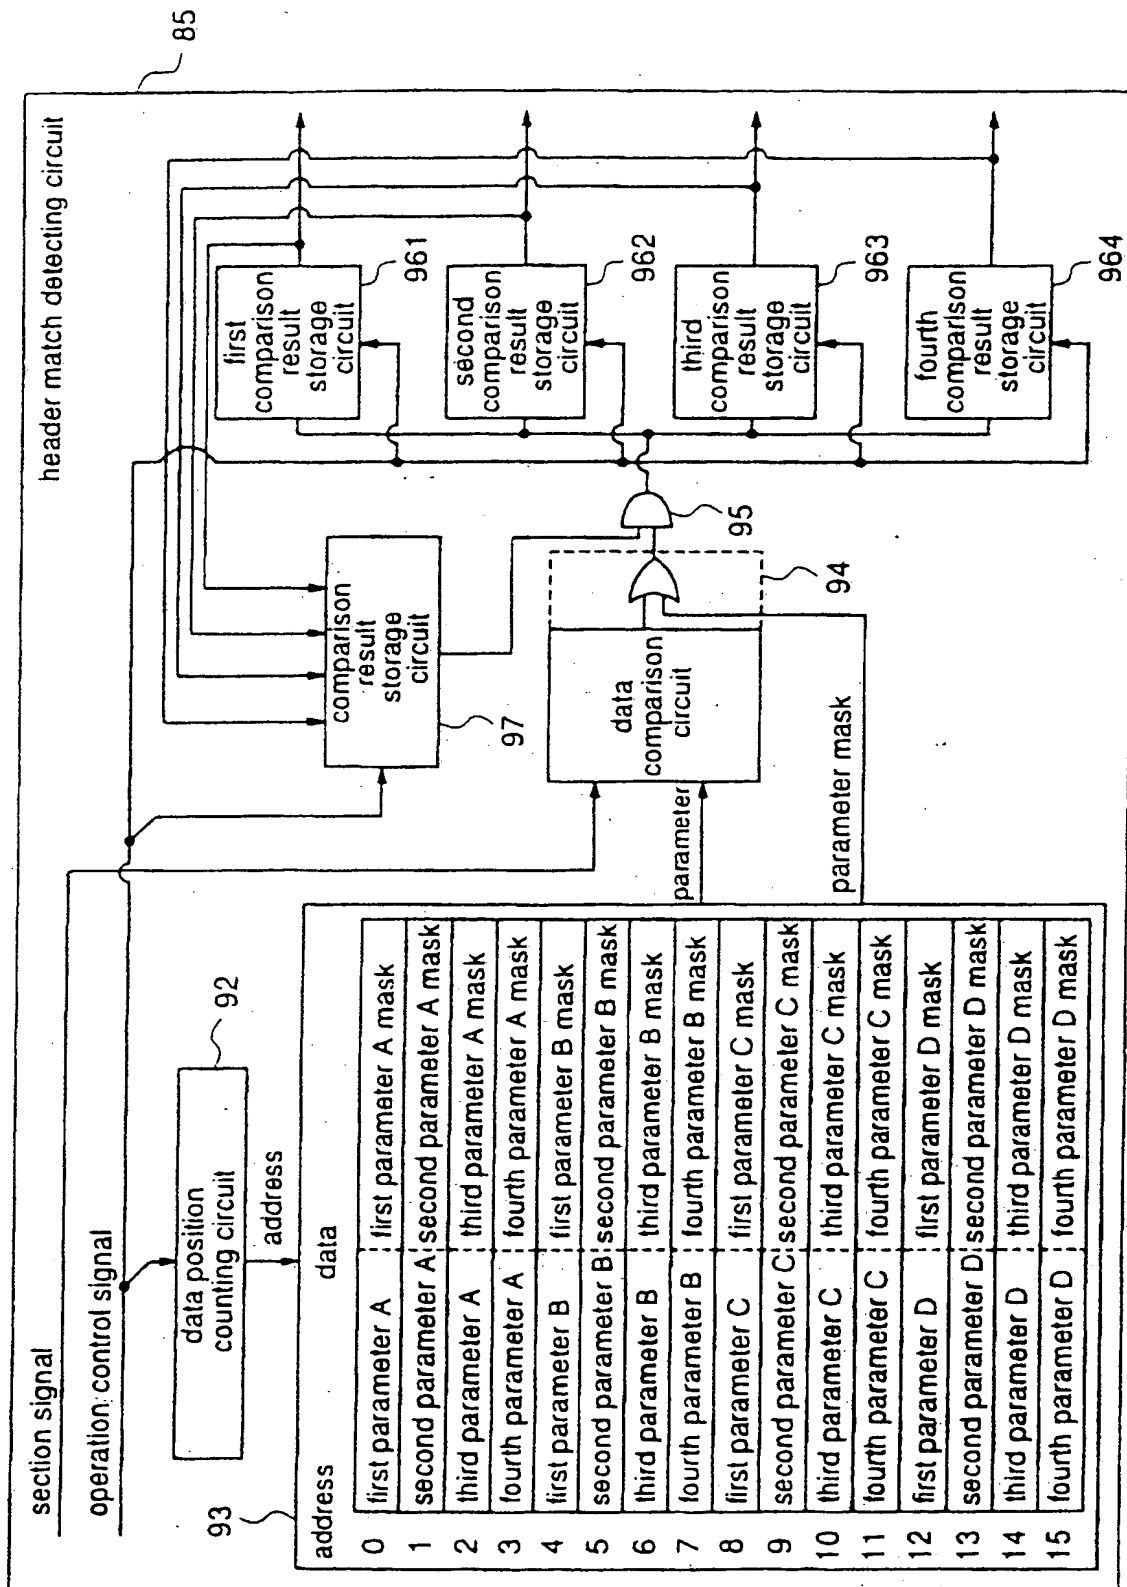 header match detecting circuit
85
section signal
operation control signal
data position
counting circuit
92
address
93
address
data
0 first parameter A first parameter A mask
1 second parameter A second parameter A mask
2 third parameter A third parameter A mask
3 fourth parameter A fourth parameter A mask
4 first parameter B first parameter B mask
5 second parameter B second parameter B mask
6 third parameter B third parameter B mask
7 fourth parameter B fourth parameter B mask
8 first parameter C first parameter C mask
9 second parameter C second parameter C mask
10 third parameter C third parameter C mask
11 fourth parameter C fourth parameter C mask
12 first parameter D first parameter D mask
13 second parameter D second parameter D mask
14 third parameter D third parameter D mask
15 fourth parameter D fourth parameter D mask
parameter
parameter mask
comparison
result
storage
circuit
97
data
comparison
circuit
94
95
first
comparison
result
storage
circuit
961
second
comparison
result
storage
circuit
962
third
comparison
result
storage
circuit
963
fourth
comparison
result
storage
circuit
964